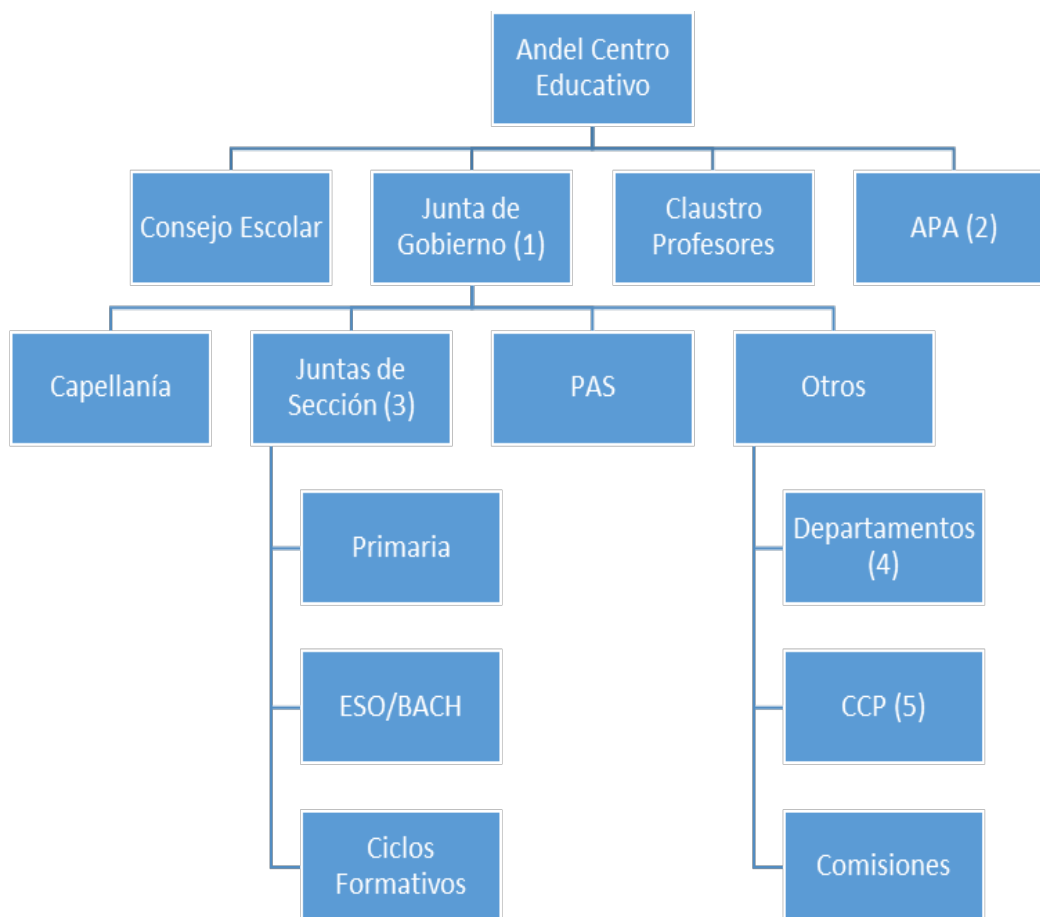 Andel Centro
Educativo
Consejo Escolar
Junta de
Gobierno (1)
Claustro
Profesores
APA (2)
Capellanía
Juntas de
Sección (3)
PAS
Otros
Primaria
ESO/BACH
Ciclos
Formativos
Departamentos
(4)
CCP (5)
Comisiones